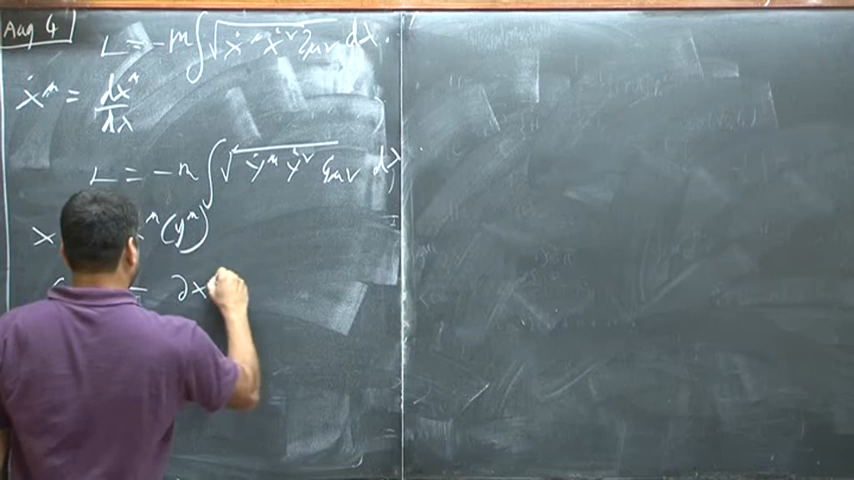 Aug 4
L = - m ∫ √ẋ^μ ẋ^ν g_μν dλ.
ẋ^μ = dx^μ/dλ
L = - m ∫ √ẏ^μ ẏ^ν g_μν dλ
x^μ (y^μ)
∂x